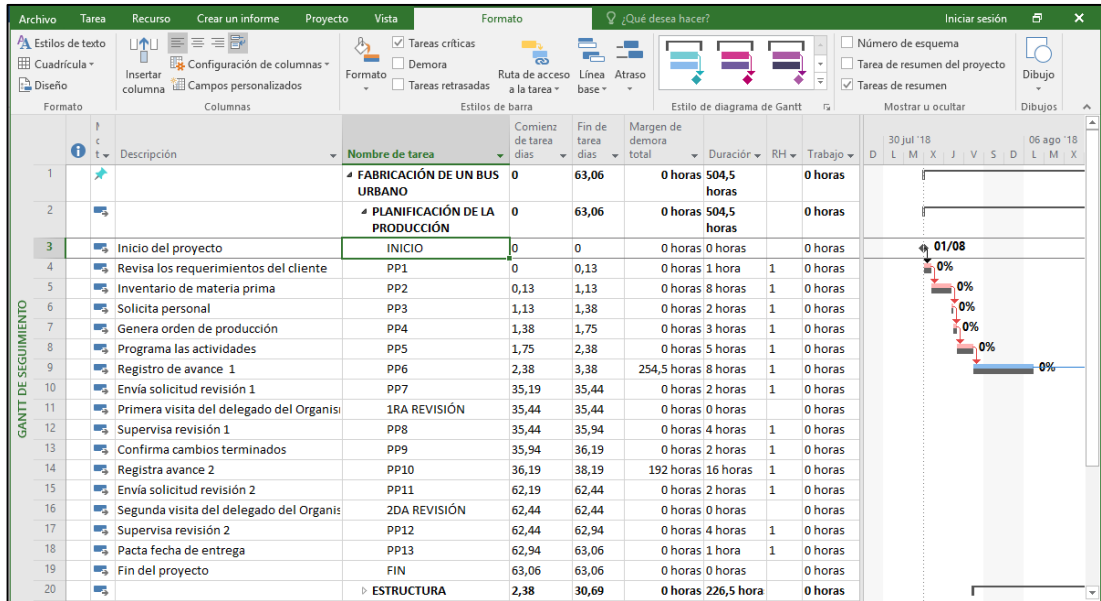 Archivo Tarea Recurso Crear un informe Proyecto Vista Formato ¿Qué desea hacer? Iniciar sesión
Estilos de texto
Cuadrícula
Diseño
Formato
Insertar columna
Configuración de columnas
Campos personalizados
Columnas
Formato
Tareas críticas
Demora
Tareas retrasadas
Ruta de acceso a la tarea
Línea base
Atraso
Estilos de barra
Estilo de diagrama de Gantt
Número de esquema
Tarea de resumen del proyecto
Tareas de resumen
Mostrar u ocultar
Dibujo
Dibujos
Descripción Nombre de tarea Comienz de tarea dias Fin de tarea dias Margen de demora total Duración RH Trabajo
30 jul '18 06 ago '18
D L M X J V S D L M X
GANTT DE SEGUIMIENTO
1 FABRICACIÓN DE UN BUS URBANO 0 63,06 0 horas 504,5 horas 0 horas
2 PLANIFICACIÓN DE LA PRODUCCIÓN 0 63,06 0 horas 504,5 horas 0 horas
3 Inicio del proyecto INICIO 0 0 0 horas 0 horas 0 horas 01/08
4 Revisa los requerimientos del cliente PP1 0 0,13 0 horas 1 hora 1 0 horas 0%
5 Inventario de materia prima PP2 0,13 1,13 0 horas 8 horas 1 0 horas 0%
6 Solicita personal PP3 1,13 1,38 0 horas 2 horas 1 0 horas 0%
7 Genera orden de producción PP4 1,38 1,75 0 horas 3 horas 1 0 horas 0%
8 Programa las actividades PP5 1,75 2,38 0 horas 5 horas 1 0 horas 0%
9 Registro de avance 1 PP6 2,38 3,38 254,5 horas 8 horas 1 0 horas 0%
10 Envía solicitud revisión 1 PP7 35,19 35,44 0 horas 2 horas 1 0 horas
11 Primera visita del delegado del Organis 1RA REVISIÓN 35,44 35,44 0 horas 0 horas 0 horas
12 Supervisa revisión 1 PP8 35,44 35,94 0 horas 4 horas 1 0 horas
13 Confirma cambios terminados PP9 35,94 36,19 0 horas 2 horas 1 0 horas
14 Registra avance 2 PP10 36,19 38,19 192 horas 16 horas 1 0 horas
15 Envía solicitud revisión 2 PP11 62,19 62,44 0 horas 2 horas 1 0 horas
16 Segunda visita del delegado del Organis 2DA REVISIÓN 62,44 62,44 0 horas 0 horas 0 horas
17 Supervisa revisión 2 PP12 62,44 62,94 0 horas 4 horas 1 0 horas
18 Pacta fecha de entrega PP13 62,94 63,06 0 horas 1 hora 1 0 horas
19 Fin del proyecto FIN 63,06 63,06 0 horas 0 horas 0 horas
20 ESTRUCTURA 2,38 30,69 0 horas 226,5 hora 0 horas